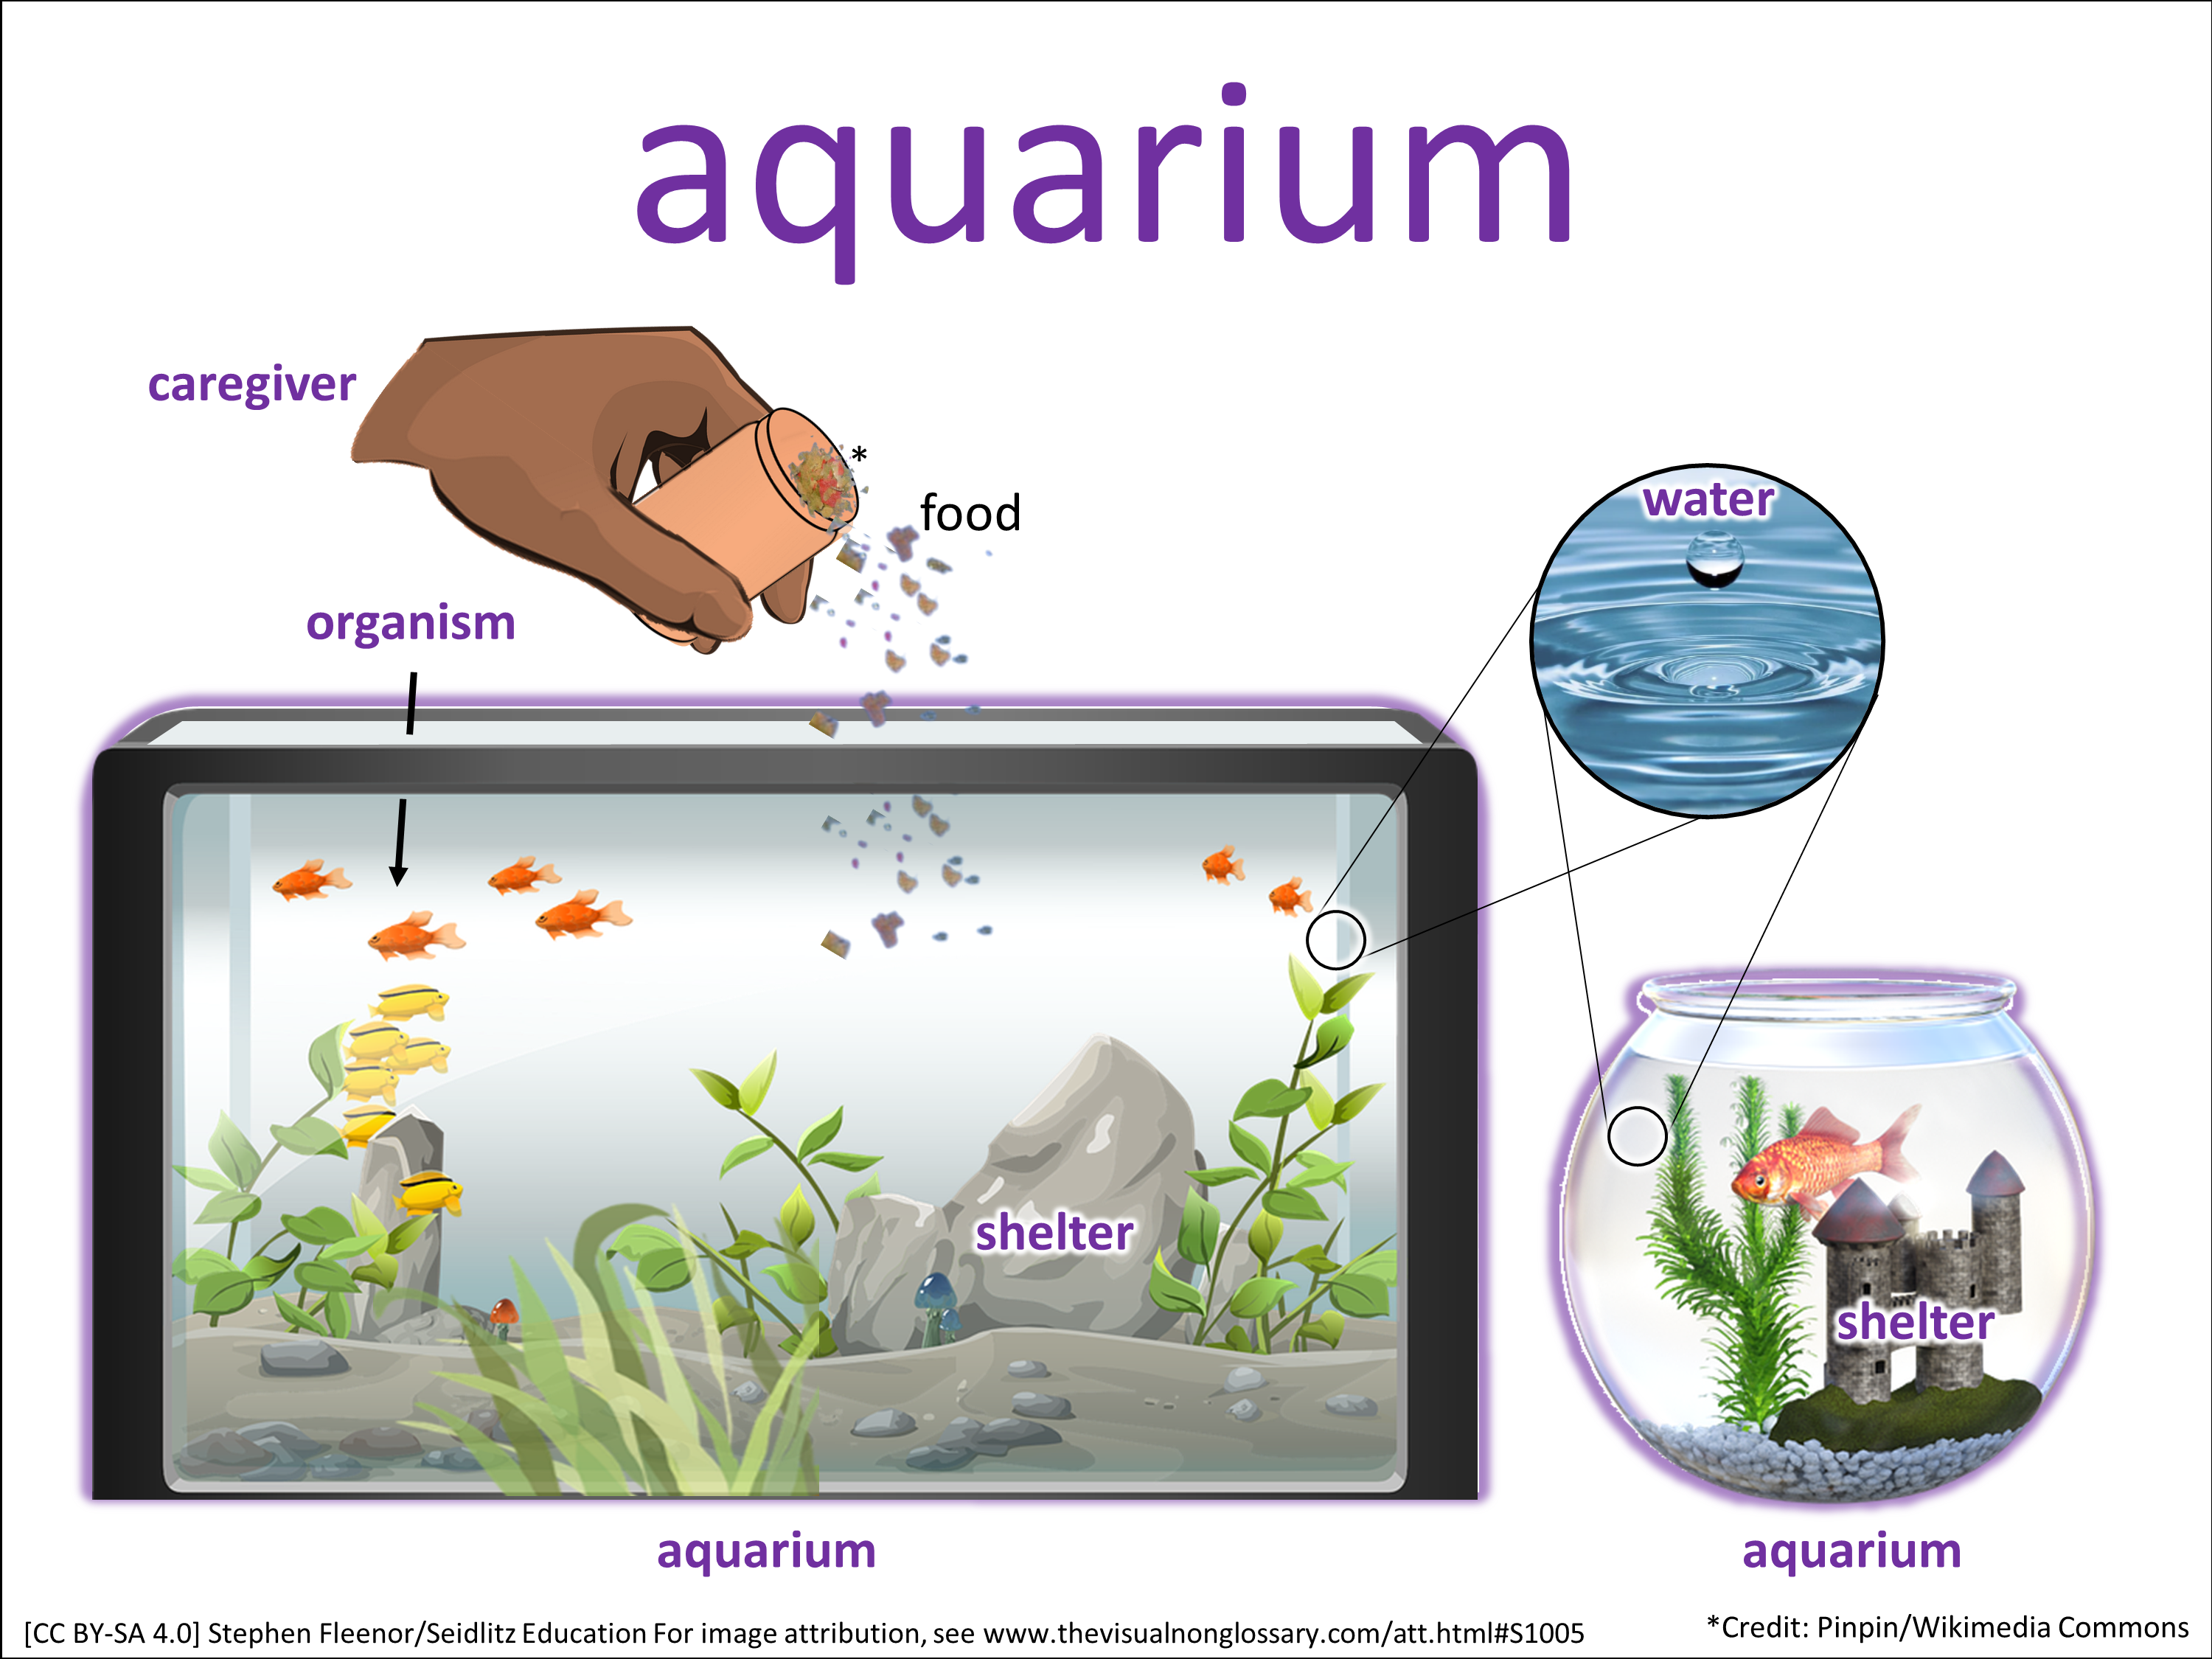 aquarium
caregiver
*
food
water
organism
shelter
shelter
aquarium
aquarium
[CC BY-SA 4.0] Stephen Fleenor/Seidlitz Education For image attribution, see www.thevisualnonglossary.com/att.html#S1005
*Credit: Pinpin/Wikimedia Commons